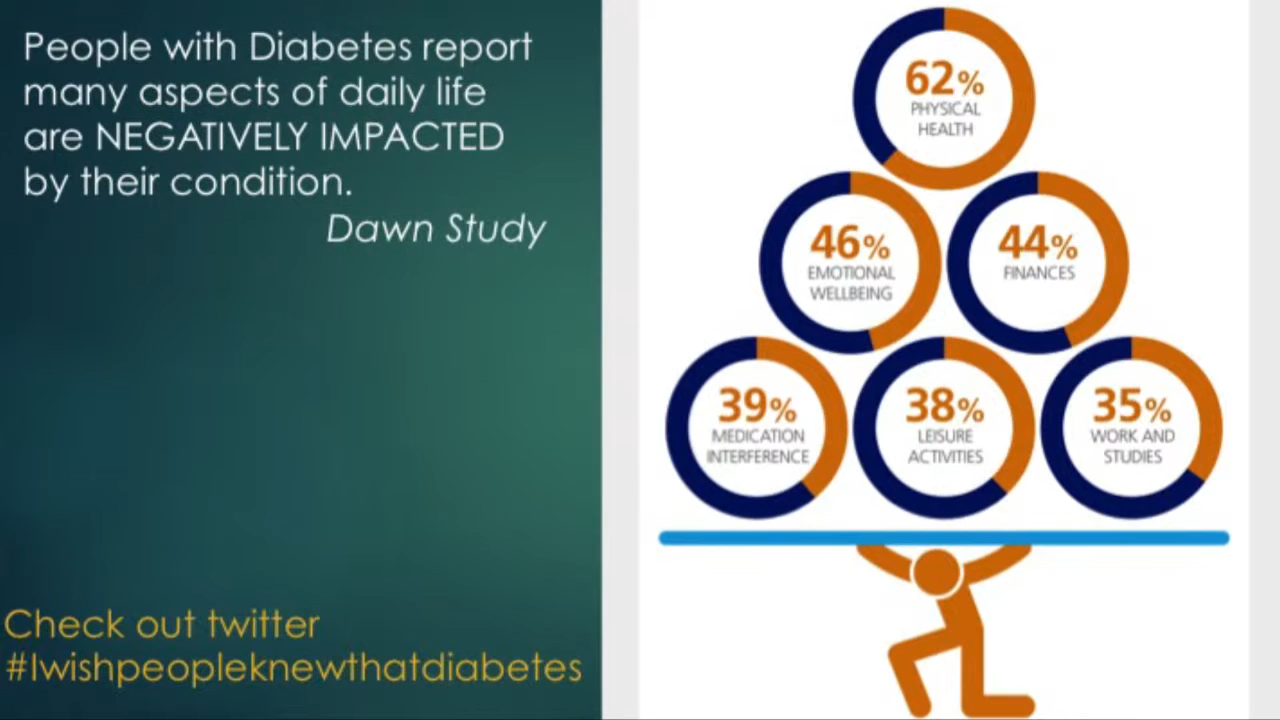 People with Diabetes report
many aspects of daily life
are NEGATIVELY IMPACTED
by their condition.
Dawn Study
Check out twitter
#Iwishpeopleknewthatdiabetes
62%
PHYSICAL
HEALTH
46%
EMOTIONAL
WELLBEING
44%
FINANCES
39%
MEDICATION
INTERFERENCE
38%
LEISURE
ACTIVITIES
35%
WORK AND
STUDIES